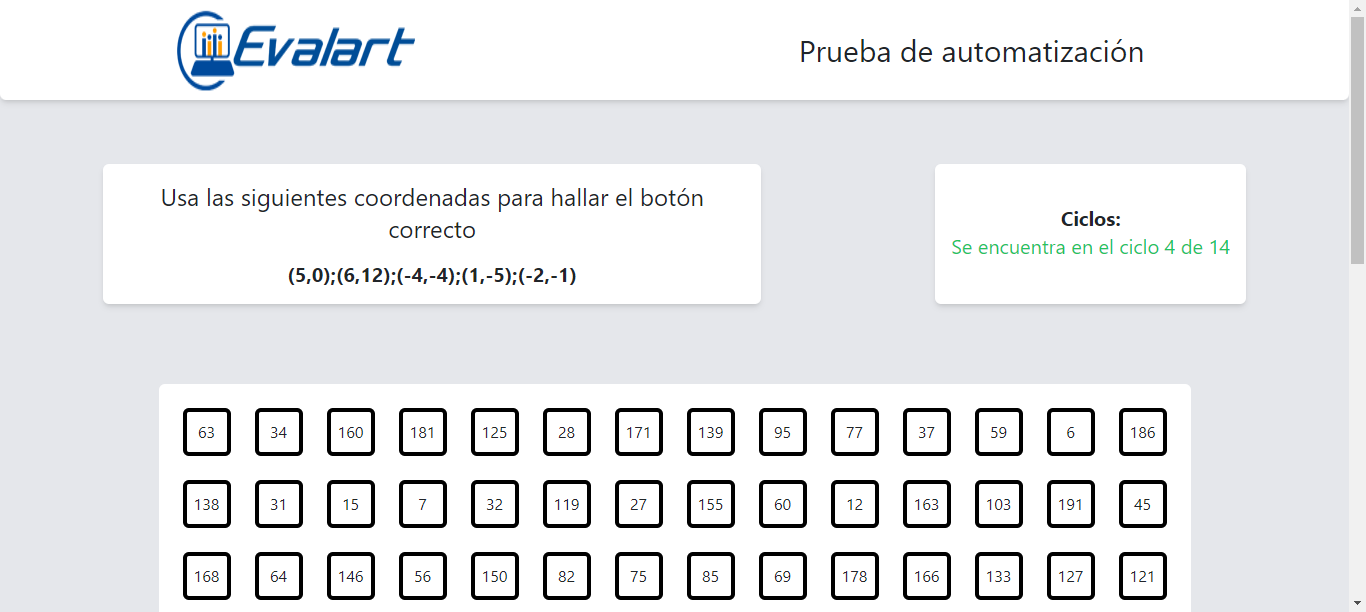 Evalart
Prueba de automatización
Usa las siguientes coordenadas para hallar el botón
correcto
(5,0);(6,12);(-4,-4);(1,-5);(-2,-1)
Ciclos:
Se encuentra en el ciclo 4 de 14
63 34 160 181 125 28 171 139 95 77 37 59 6 186
138 31 15 7 32 119 27 155 60 12 163 103 191 45
168 64 146 56 150 82 75 85 69 178 166 133 127 121